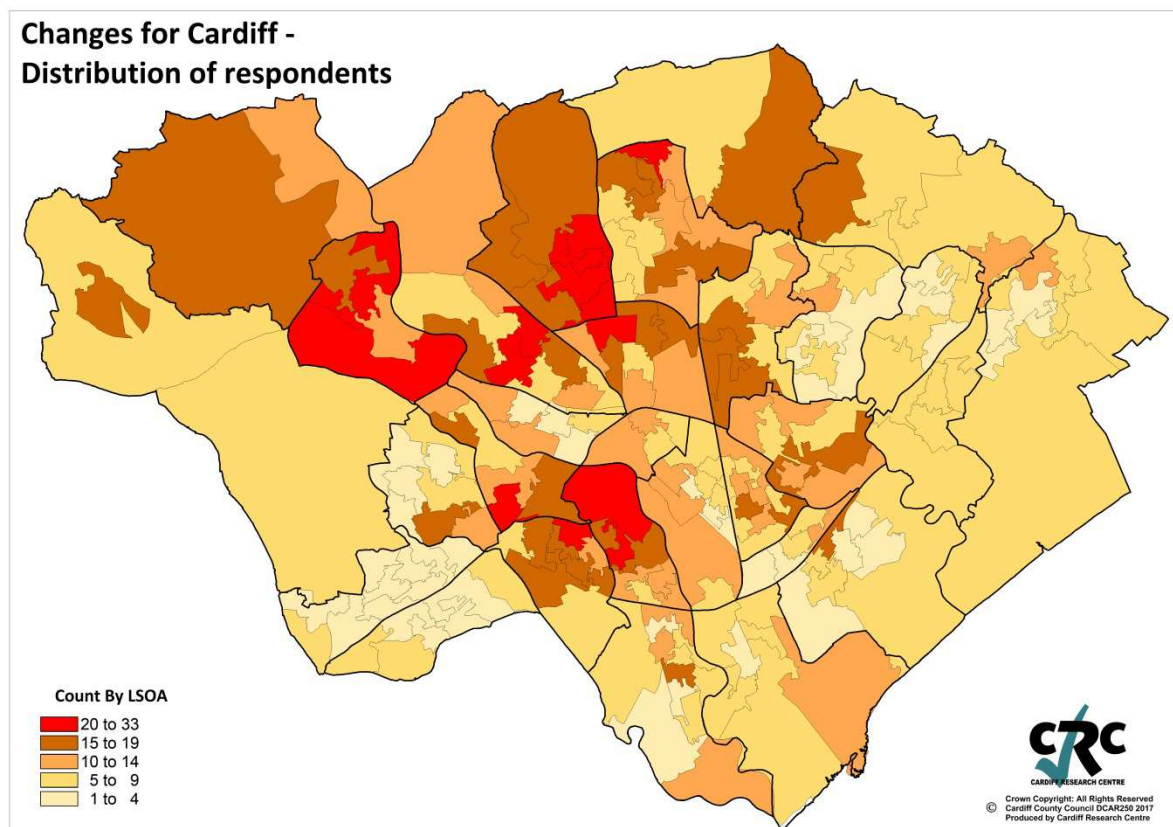 Changes for Cardiff -
Distribution of respondents
Count By LSOA
20 to 33
15 to 19
10 to 14
5 to 9
1 to 4
CRC
CARDIFF RESEARCH CENTRE
Crown Copyright: All Rights Reserved
© Cardiff County Council DCAR250 2017
Produced by Cardiff Research Centre